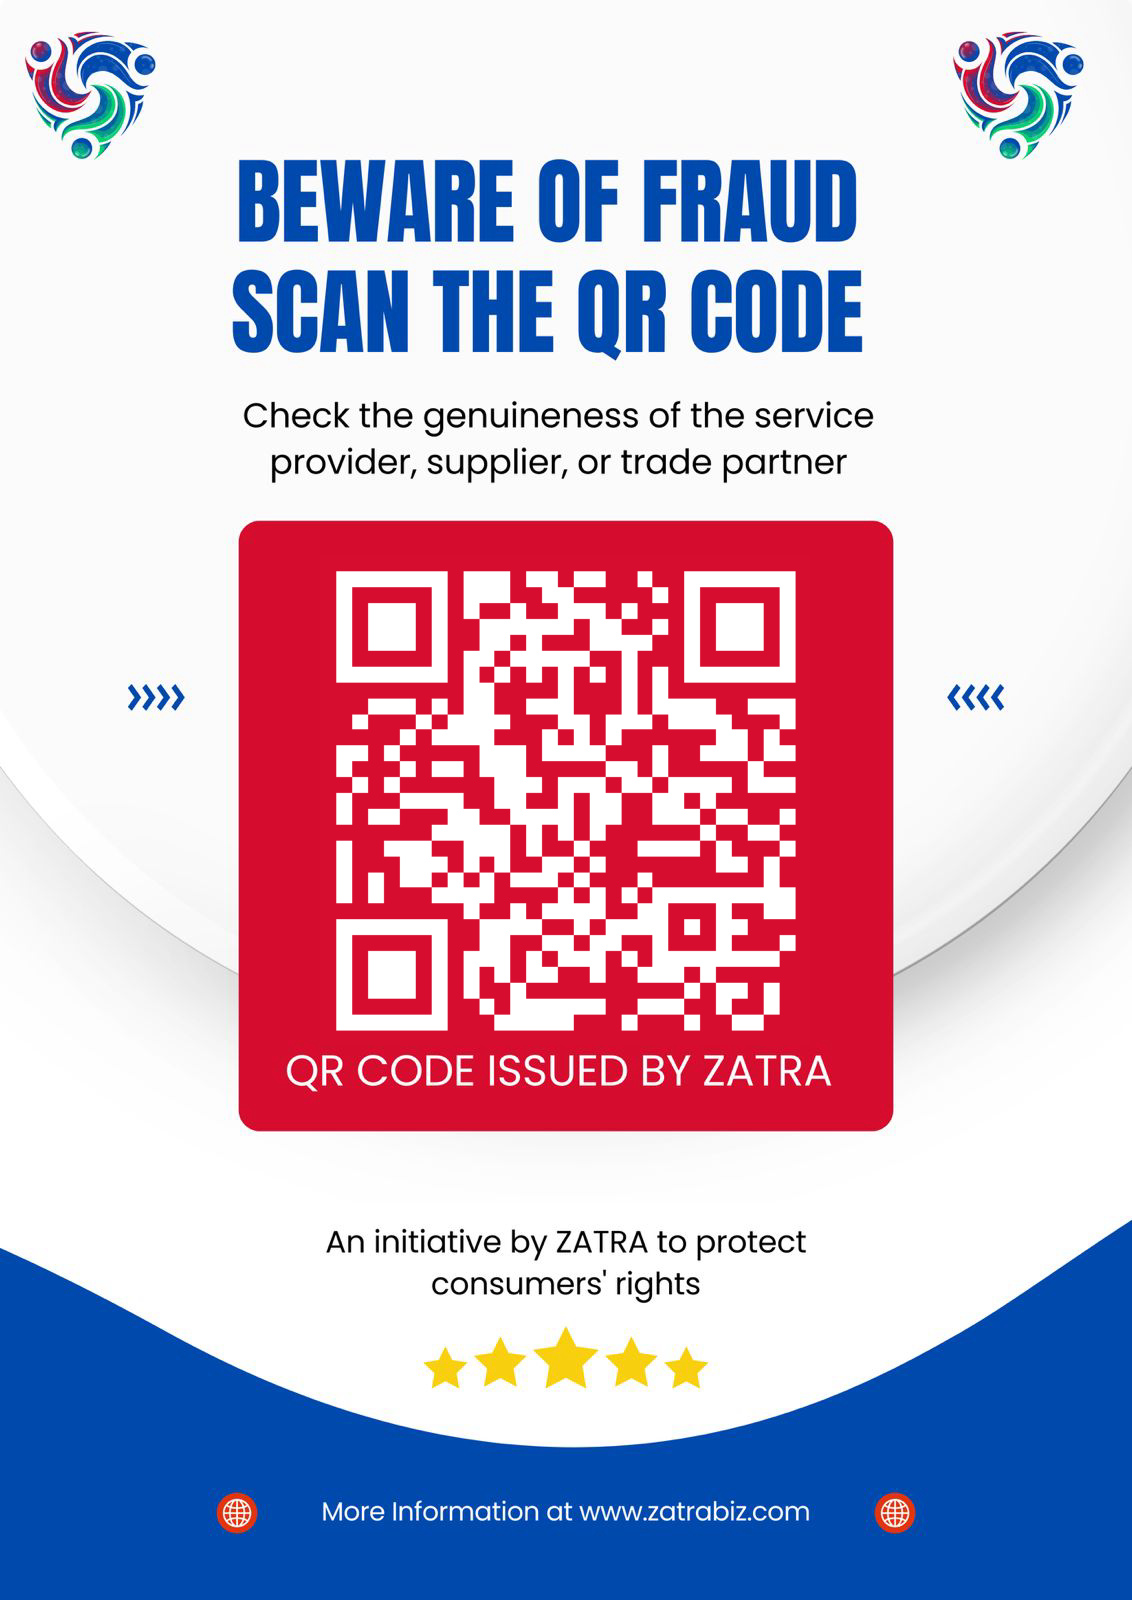 BEWARE OF FRAUD
SCAN THE QR CODE
Check the genuineness of the service
provider, supplier, or trade partner
QR CODE ISSUED BY ZATRA
An initiative by ZATRA to protect
consumers' rights
More Information at www.zatrabiz.com